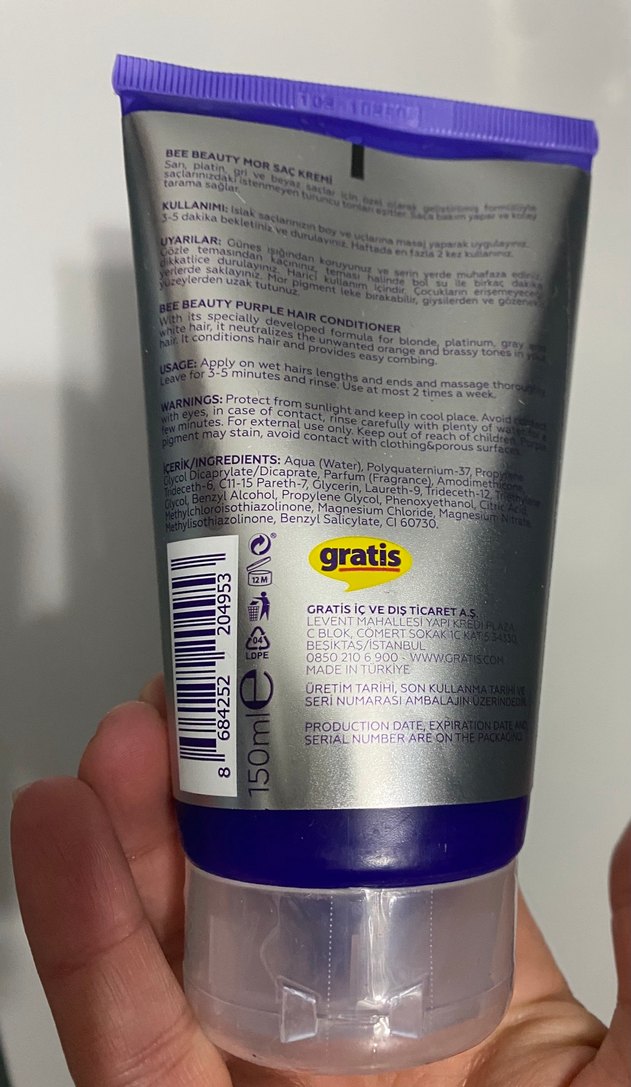 BEE BEAUTY MOR SAÇ KREMİ
Sarı, platin, gri ve beyaz saçlar için özel olarak geliştirilmiş formülüyle
saçlarınızdaki istenmeyen turuncu tonları eşitler. Saça bakım yapar ve kolay
tarama sağlar.
KULLANIMI: Islak saçlarınızın boy ve uçlarına masaj yaparak uygulayınız.
3-5 dakika bekletiniz ve durulayınız. Haftada en fazla 2 kez kullanınız.
UYARILAR: Güneş ışığından koruyunuz ve serin yerde muhafaza ediniz.
Gözle temasından kaçınınız, teması halinde bol su ile birkaç dakika
dikkatlice durulayınız. Harici kullanım içindir. Çocukların erişemeyeceği
yerlerde saklayınız. Mor pigment leke bırakabilir, giysilerden ve gözenekli
yüzeylerden uzak tutunuz.
BEE BEAUTY PURPLE HAIR CONDITIONER
With its specially developed formula for blonde, platinum, gray and
white hair, it neutralizes the unwanted orange and brassy tones in your
hair. It conditions hair and provides easy combing.
USAGE: Apply on wet hairs lengths and ends and massage thoroughly.
Leave for 3-5 minutes and rinse. Use at most 2 times a week.
WARNINGS: Protect from sunlight and keep in cool place. Avoid contact
with eyes, in case of contact, rinse carefully with plenty of water for a
few minutes. For external use only. Keep out of reach of children. Purple
pigment may stain, avoid contact with clothing&porous surfaces.
İÇERİK/INGREDIENTS: Aqua (Water), Polyquaternium-37, Propylene
Glycol Dicaprylate/Dicaprate, Parfum (Fragrance), Amodimethicone,
Trideceth-6, C11-15 Pareth-7, Glycerin, Laureth-9, Trideceth-12, Triethylene
Glycol, Benzyl Alcohol, Propylene Glycol, Phenoxyethanol, Citric Acid,
Methylchloroisothiazolinone, Magnesium Chloride, Magnesium Nitrate,
Methylisothiazolinone, Benzyl Salicylate, CI 60730.
gratis
12 M
04
LDPE
8 684252 204953
150ml e
GRATİS İÇ VE DIŞ TİCARET A.Ş.
LEVENT MAHALLESİ YAPI KREDİ PLAZA
C BLOK, CÖMERT SOKAK 1C KAT:5 34330
BEŞİKTAŞ/İSTANBUL
0850 210 6 900 - WWW.GRATIS.COM
MADE IN TÜRKİYE
ÜRETİM TARİHİ, SON KULLANMA TARİHİ VE
SERİ NUMARASI AMBALAJIN ÜZERİNDEDİR.
PRODUCTION DATE, EXPIRATION DATE AND
SERIAL NUMBER ARE ON THE PACKAGING.